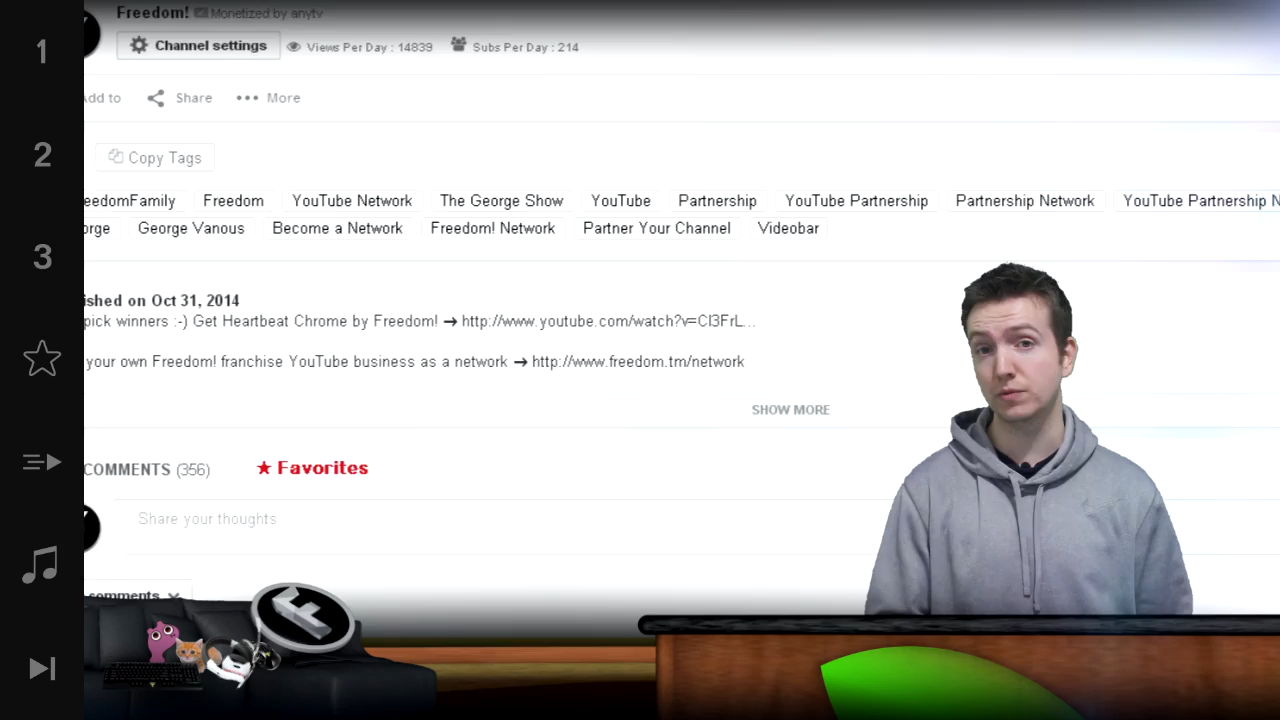 Freedom! Monetized by anytv
1
Channel settings Views Per Day : 14839 Subs Per Day : 214
Add to Share More
2
Copy Tags
eedomFamily Freedom YouTube Network The George Show YouTube Partnership YouTube Partnership Partnership Network YouTube Partnership N
orge George Vanous Become a Network Freedom! Network Partner Your Channel Videobar
3
ished on Oct 31, 2014
pick winners :-) Get Heartbeat Chrome by Freedom! → http://www.youtube.com/watch?v=Cl3FrL...
your own Freedom! franchise YouTube business as a network → http://www.freedom.tm/network
SHOW MORE
COMMENTS (356) ★ Favorites
Share your thoughts
comments
F